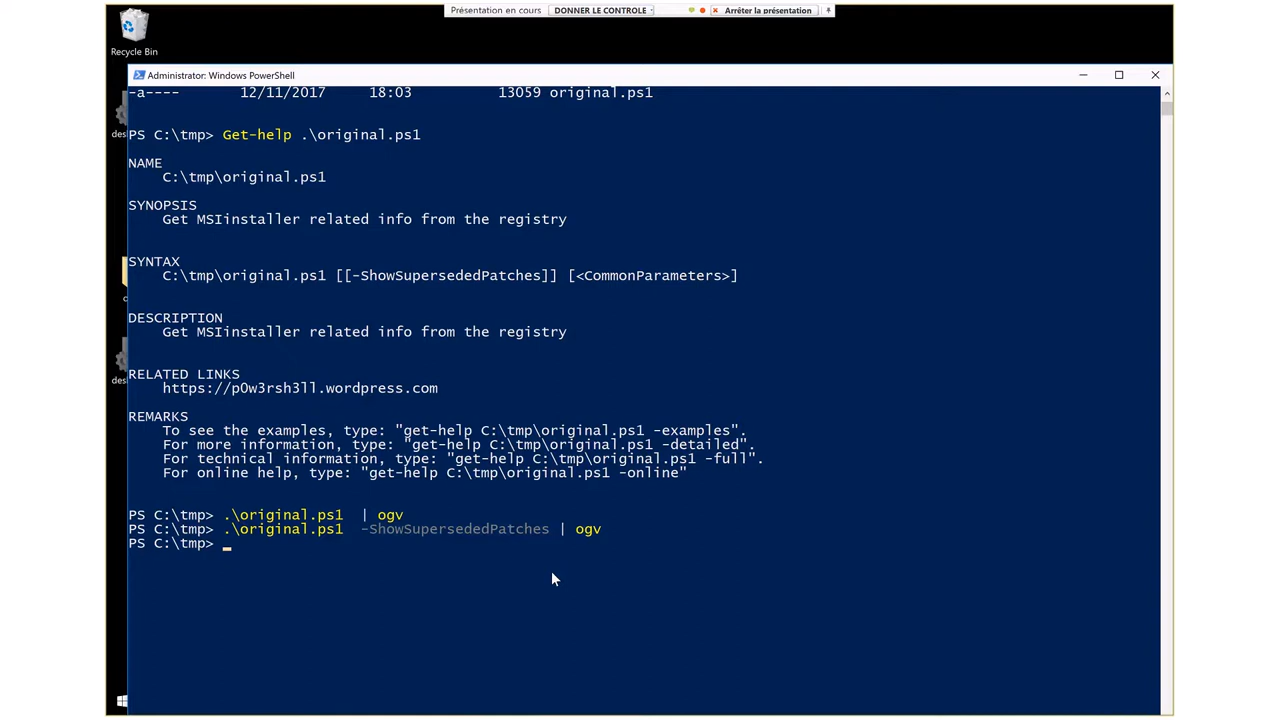 Présentation en cours DONNER LE CONTROLE Arrêter la présentation
Recycle Bin
Administrator: Windows PowerShell
-a---- 12/11/2017 18:03 13059 original.ps1
PS C:\tmp> Get-help .\original.ps1
NAME
C:\tmp\original.ps1
SYNOPSIS
Get MSIinstaller related info from the registry
SYNTAX
C:\tmp\original.ps1 [[-ShowSupersededPatches]] [<CommonParameters>]
DESCRIPTION
Get MSIinstaller related info from the registry
RELATED LINKS
https://p0w3rsh3ll.wordpress.com
REMARKS
To see the examples, type: "get-help C:\tmp\original.ps1 -examples".
For more information, type: "get-help C:\tmp\original.ps1 -detailed".
For technical information, type: "get-help C:\tmp\original.ps1 -full".
For online help, type: "get-help C:\tmp\original.ps1 -online"
PS C:\tmp> .\original.ps1  | ogv
PS C:\tmp> .\original.ps1  -ShowSupersededPatches | ogv
PS C:\tmp>